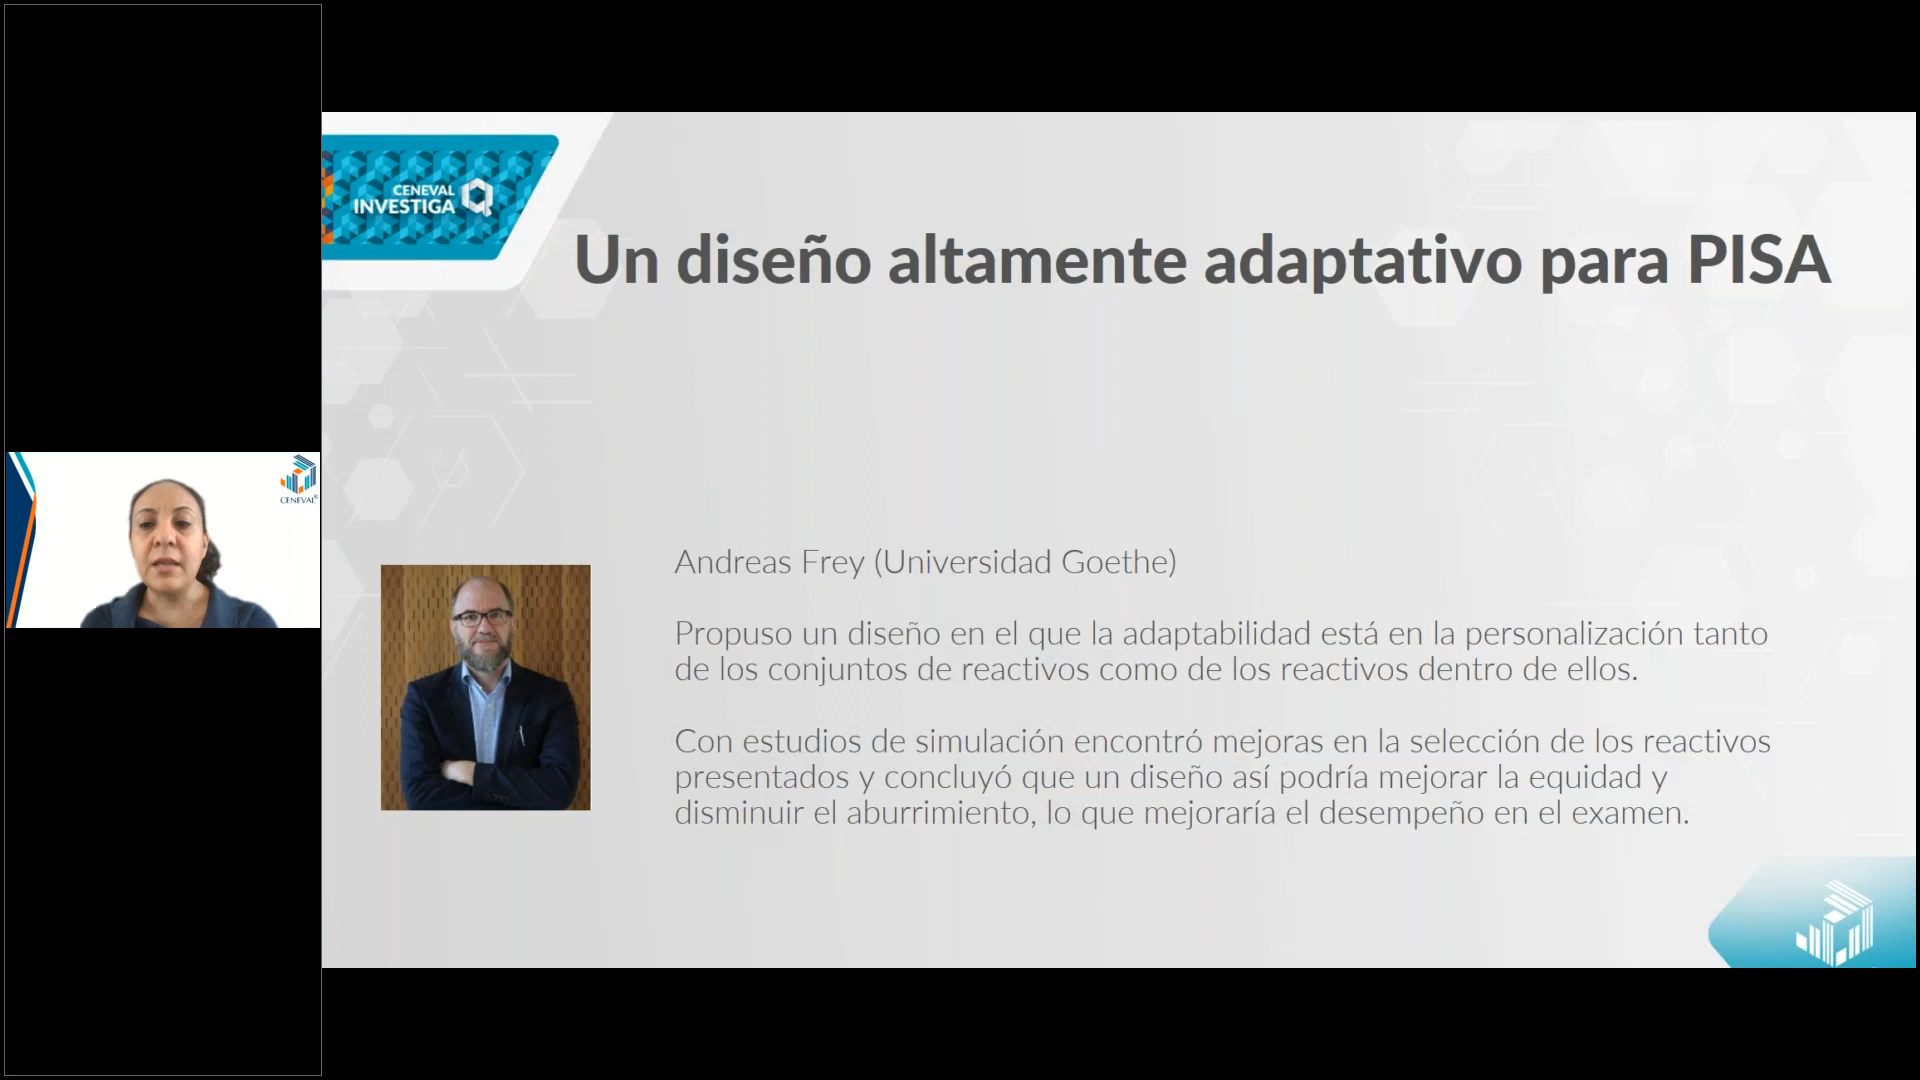 CENEVAL
INVESTIGA
Un diseño altamente adaptativo para PISA
CENEVAL®
Andreas Frey (Universidad Goethe)
Propuso un diseño en el que la adaptabilidad está en la personalización tanto
de los conjuntos de reactivos como de los reactivos dentro de ellos.
Con estudios de simulación encontró mejoras en la selección de los reactivos
presentados y concluyó que un diseño así podría mejorar la equidad y
disminuir el aburrimiento, lo que mejoraría el desempeño en el examen.